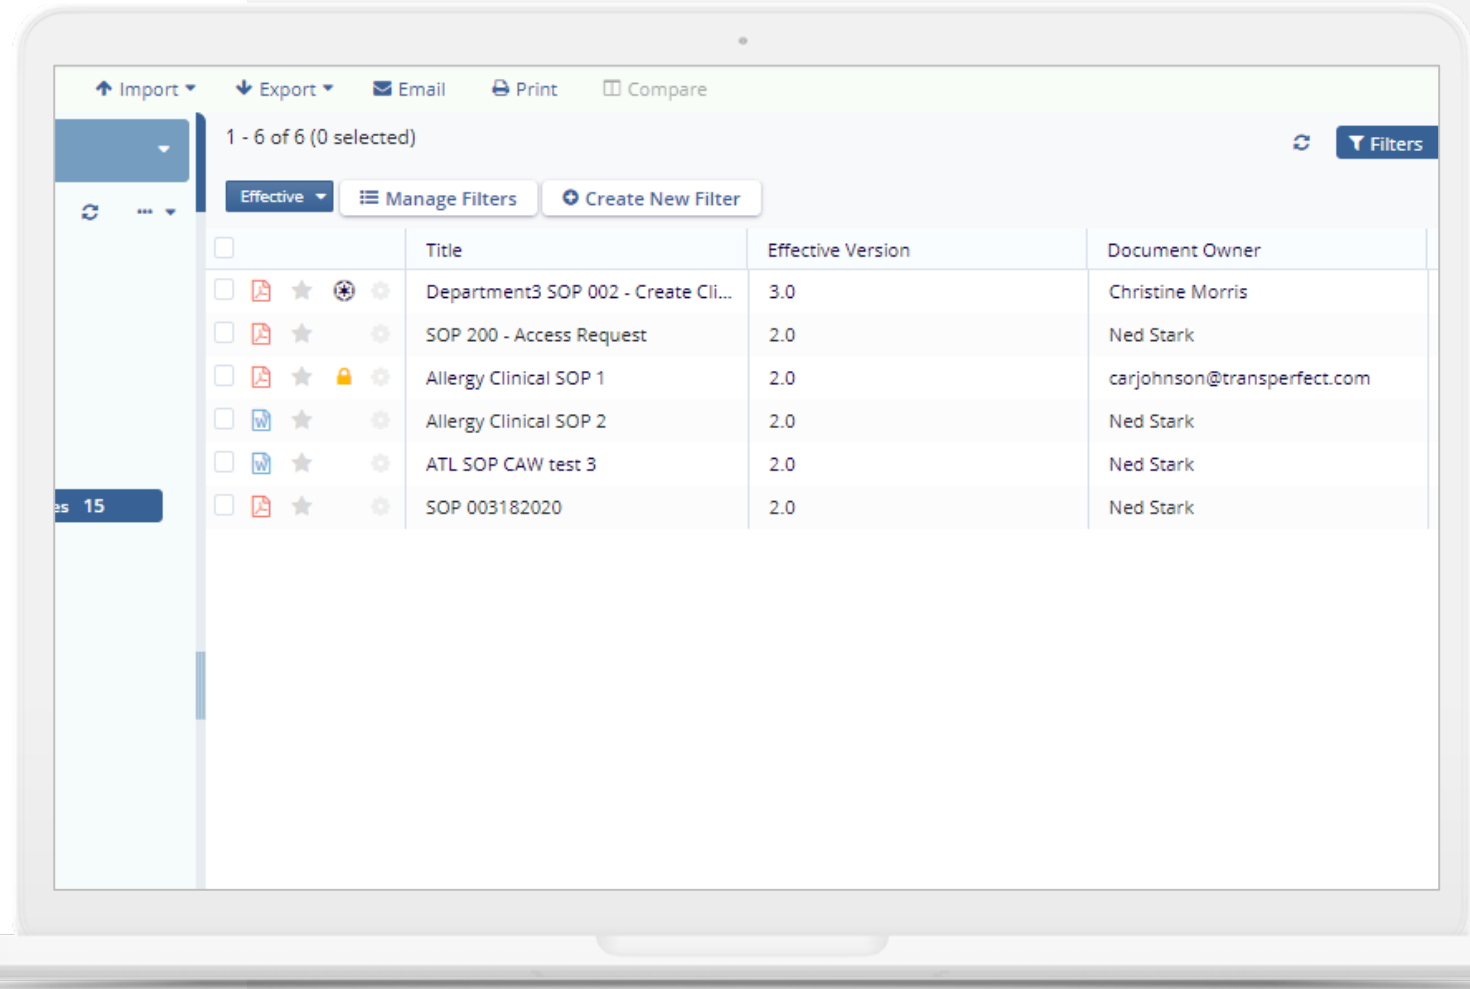 Import Export Email Print Compare
1 - 6 of 6 (0 selected)
Filters
Effective Manage Filters Create New Filter
Title Effective Version Document Owner
Department3 SOP 002 - Create Cli... 3.0 Christine Morris
SOP 200 - Access Request 2.0 Ned Stark
Allergy Clinical SOP 1 2.0 carjohnson@transperfect.com
Allergy Clinical SOP 2 2.0 Ned Stark
ATL SOP CAW test 3 2.0 Ned Stark
es 15
SOP 003182020 2.0 Ned Stark